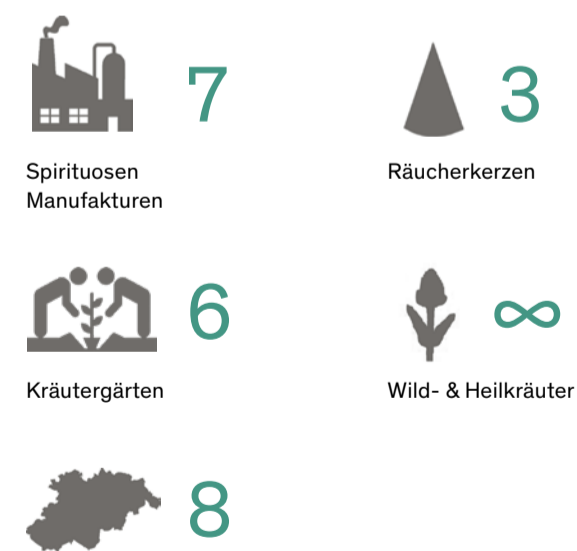 7
Spirituosen
Manufakturen
3
Räucherkerzen
6
Kräutergärten
∞
Wild- & Heilkräuter
8